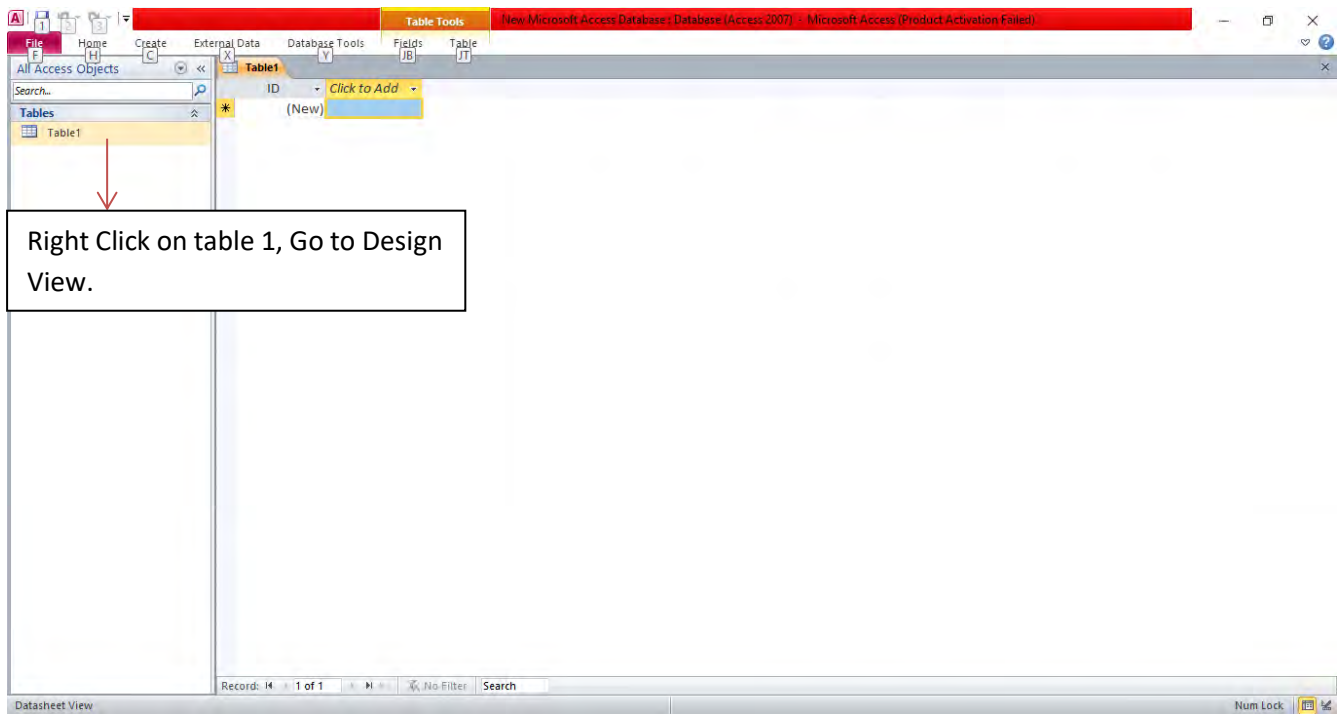 A 1 2 3 Table Tools New Microsoft Access Database : Database (Access 2007) - Microsoft Access (Product Activation Failed)
File Home Create External Data Database Tools Fields Table
F H C X Y JB JT
All Access Objects « Table1
Search... ID Click to Add
* (New)
Tables
Table1
Right Click on table 1, Go to Design
View.
Record: 1 of 1 No Filter Search
Datasheet View Num Lock